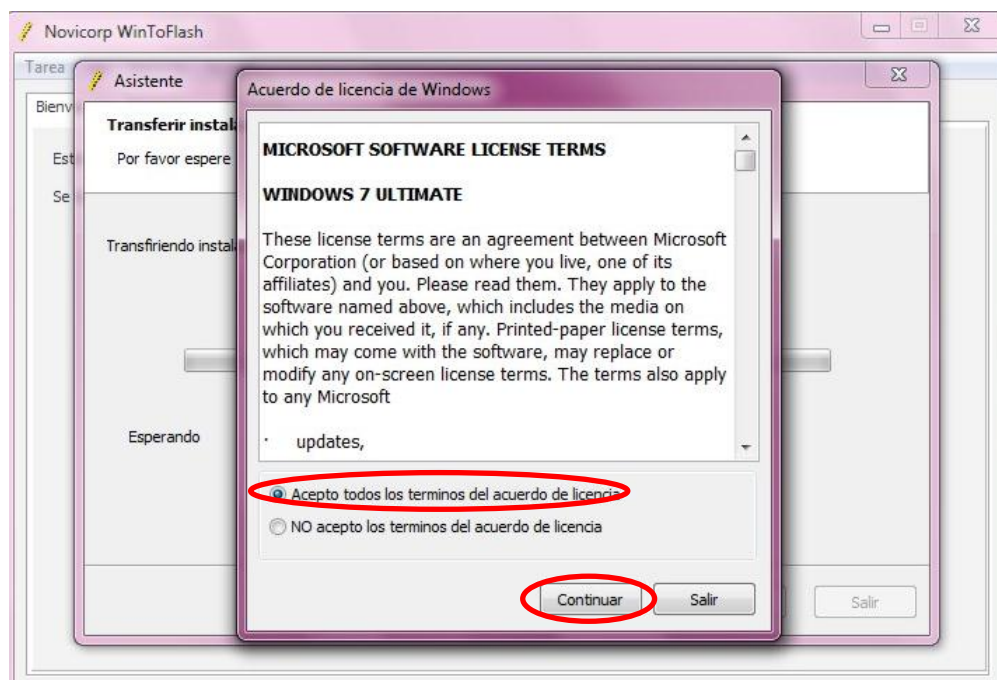 Novicorp WinToFlash
Tarea
Asistente
Acuerdo de licencia de Windows
Transferir
Por favor espere
Est
Se
Transfiriendo
Esperando
MICROSOFT SOFTWARE LICENSE TERMS
WINDOWS 7 ULTIMATE
These license terms are an agreement between Microsoft
Corporation (or based on where you live, one of its
affiliates) and you. Please read them. They apply to the
software named above, which includes the media on
which you received it, if any. Printed-paper license terms,
which may come with the software, may replace or
modify any on-screen license terms. The terms also apply
to any Microsoft
· updates,
Acepto todos los terminos del acuerdo de licencia
NO acepto los terminos del acuerdo de licencia
Continuar Salir
Salir